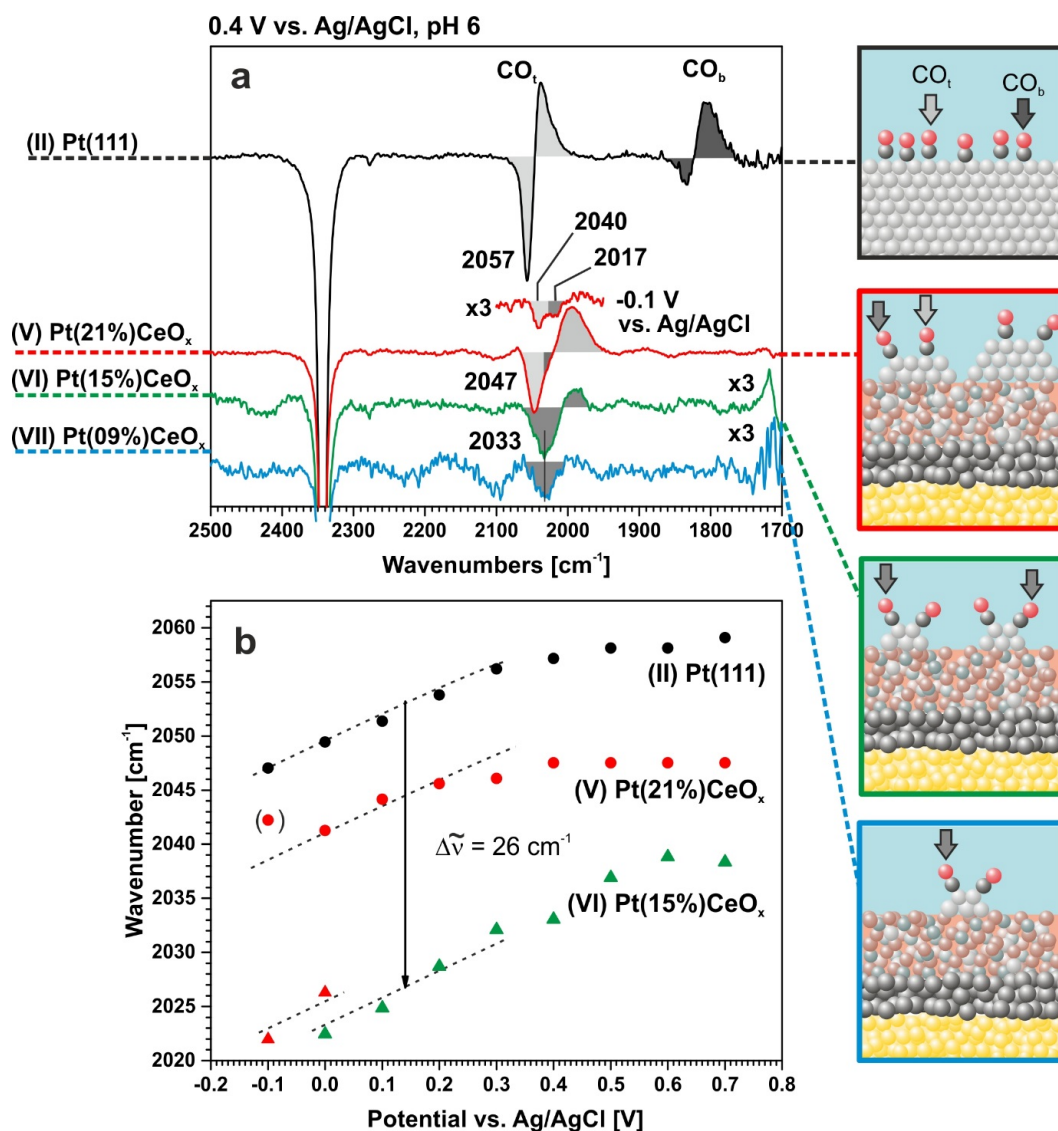 0.4 V vs. Ag/AgCl, pH 6
a
CO_t
CO_b
(II) Pt(111)
2040
2017
2057
x3
-0.1 V
vs. Ag/AgCl
(V) Pt(21%)CeO_x
(VI) Pt(15%)CeO_x
2047
x3
(VII) Pt(09%)CeO_x
2033
x3
2500 2400 2300 2200 2100 2000 1900 1800 1700
Wavenumbers [cm⁻¹]
CO_t
CO_b
b
2060
2055
2050
2045
2040
2035
2030
2025
2020
Wavenumber [cm⁻¹]
(II) Pt(111)
( )
(V) Pt(21%)CeO_x
Δν̃ = 26 cm⁻¹
(VI) Pt(15%)CeO_x
-0.2 -0.1 0.0 0.1 0.2 0.3 0.4 0.5 0.6 0.7 0.8
Potential vs. Ag/AgCl [V]